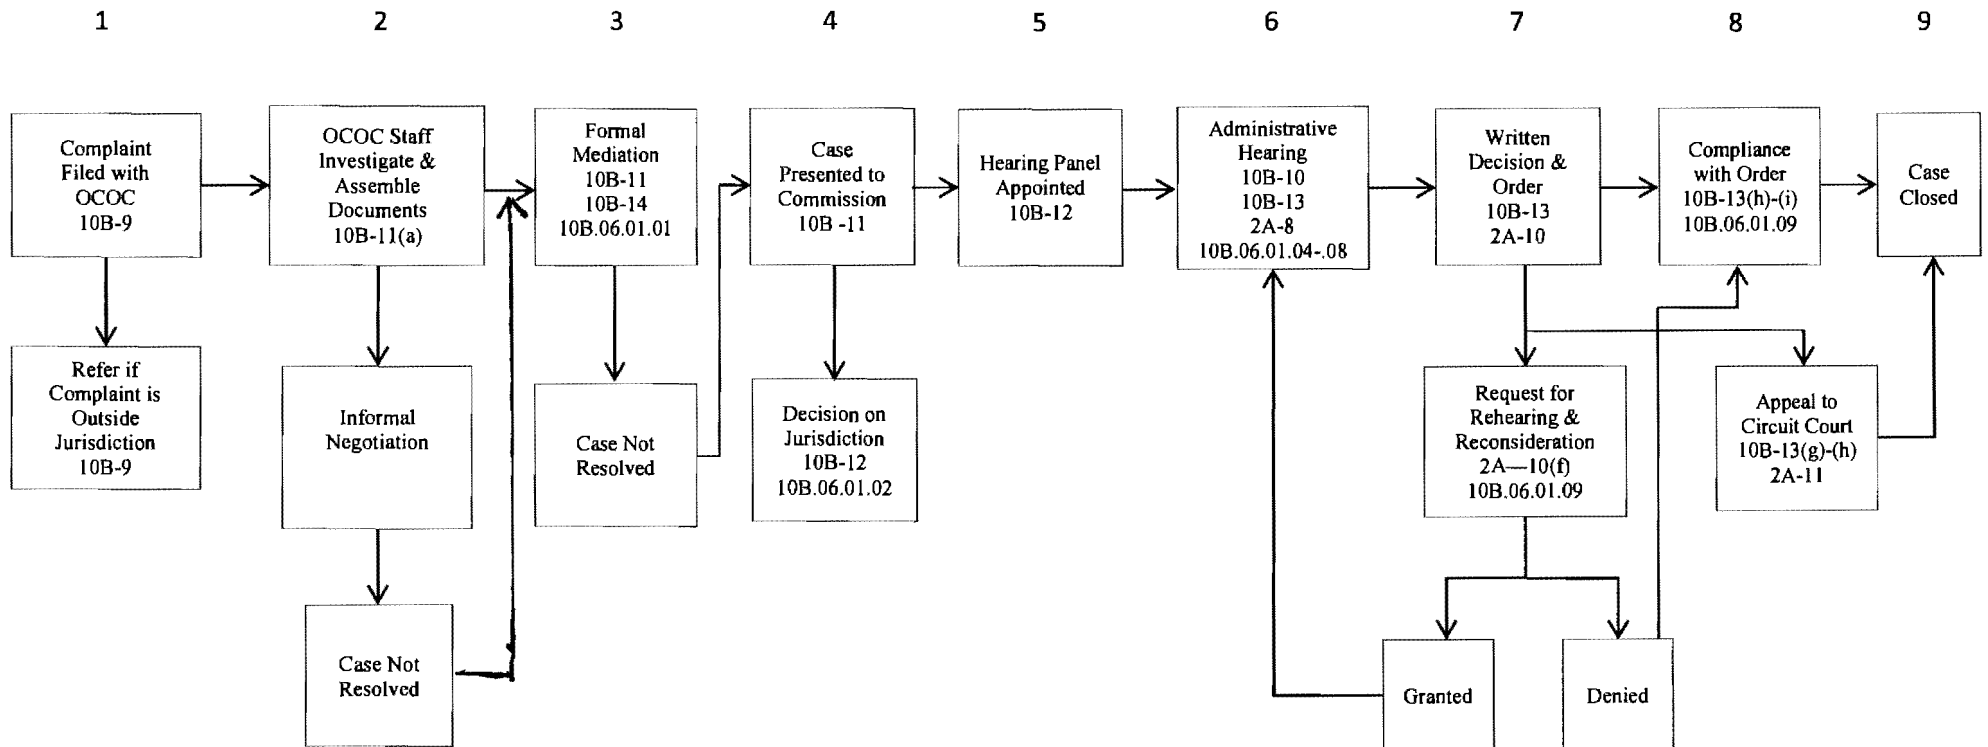 1 2 3 4 5 6 7 8 9
Complaint
Filed with
OCOC
10B-9
OCOC Staff
Investigate &
Assemble
Documents
10B-11(a)
Formal
Mediation
10B-11
10B-14
10B.06.01.01
Case
Presented to
Commission
10B -11
Hearing Panel
Appointed
10B-12
Administrative
Hearing
10B-10
10B-13
2A-8
10B.06.01.04-.08
Written
Decision &
Order
10B-13
2A-10
Compliance
with Order
10B-13(h)-(i)
10B.06.01.09
Case
Closed
Refer if
Complaint is
Outside
Jurisdiction
10B-9
Informal
Negotiation
Case Not
Resolved
Decision on
Jurisdiction
10B-12
10B.06.01.02
Request for
Rehearing &
Reconsideration
2A—10(f)
10B.06.01.09
Appeal to
Circuit Court
10B-13(g)-(h)
2A-11
Case Not
Resolved
Granted
Denied